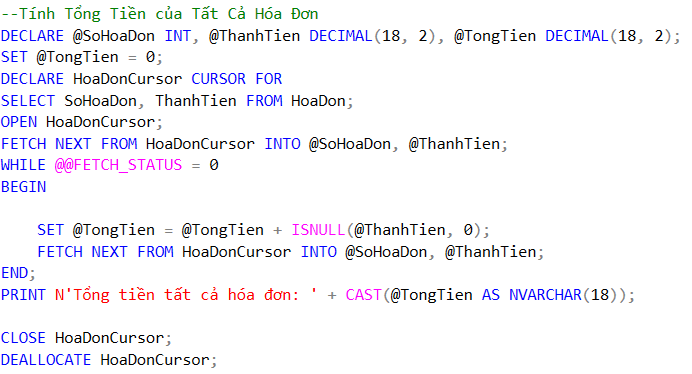 --Tính Tổng Tiền của Tất Cả Hóa Đơn
DECLARE @SoHoaDon INT, @ThanhTien DECIMAL(18, 2), @TongTien DECIMAL(18, 2);
SET @TongTien = 0;
DECLARE HoaDonCursor CURSOR FOR
SELECT SoHoaDon, ThanhTien FROM HoaDon;
OPEN HoaDonCursor;
FETCH NEXT FROM HoaDonCursor INTO @SoHoaDon, @ThanhTien;
WHILE @@FETCH_STATUS = 0
BEGIN
    SET @TongTien = @TongTien + ISNULL(@ThanhTien, 0);
    FETCH NEXT FROM HoaDonCursor INTO @SoHoaDon, @ThanhTien;
END;
PRINT N'Tổng tiền tất cả hóa đơn: ' + CAST(@TongTien AS NVARCHAR(18));
CLOSE HoaDonCursor;
DEALLOCATE HoaDonCursor;